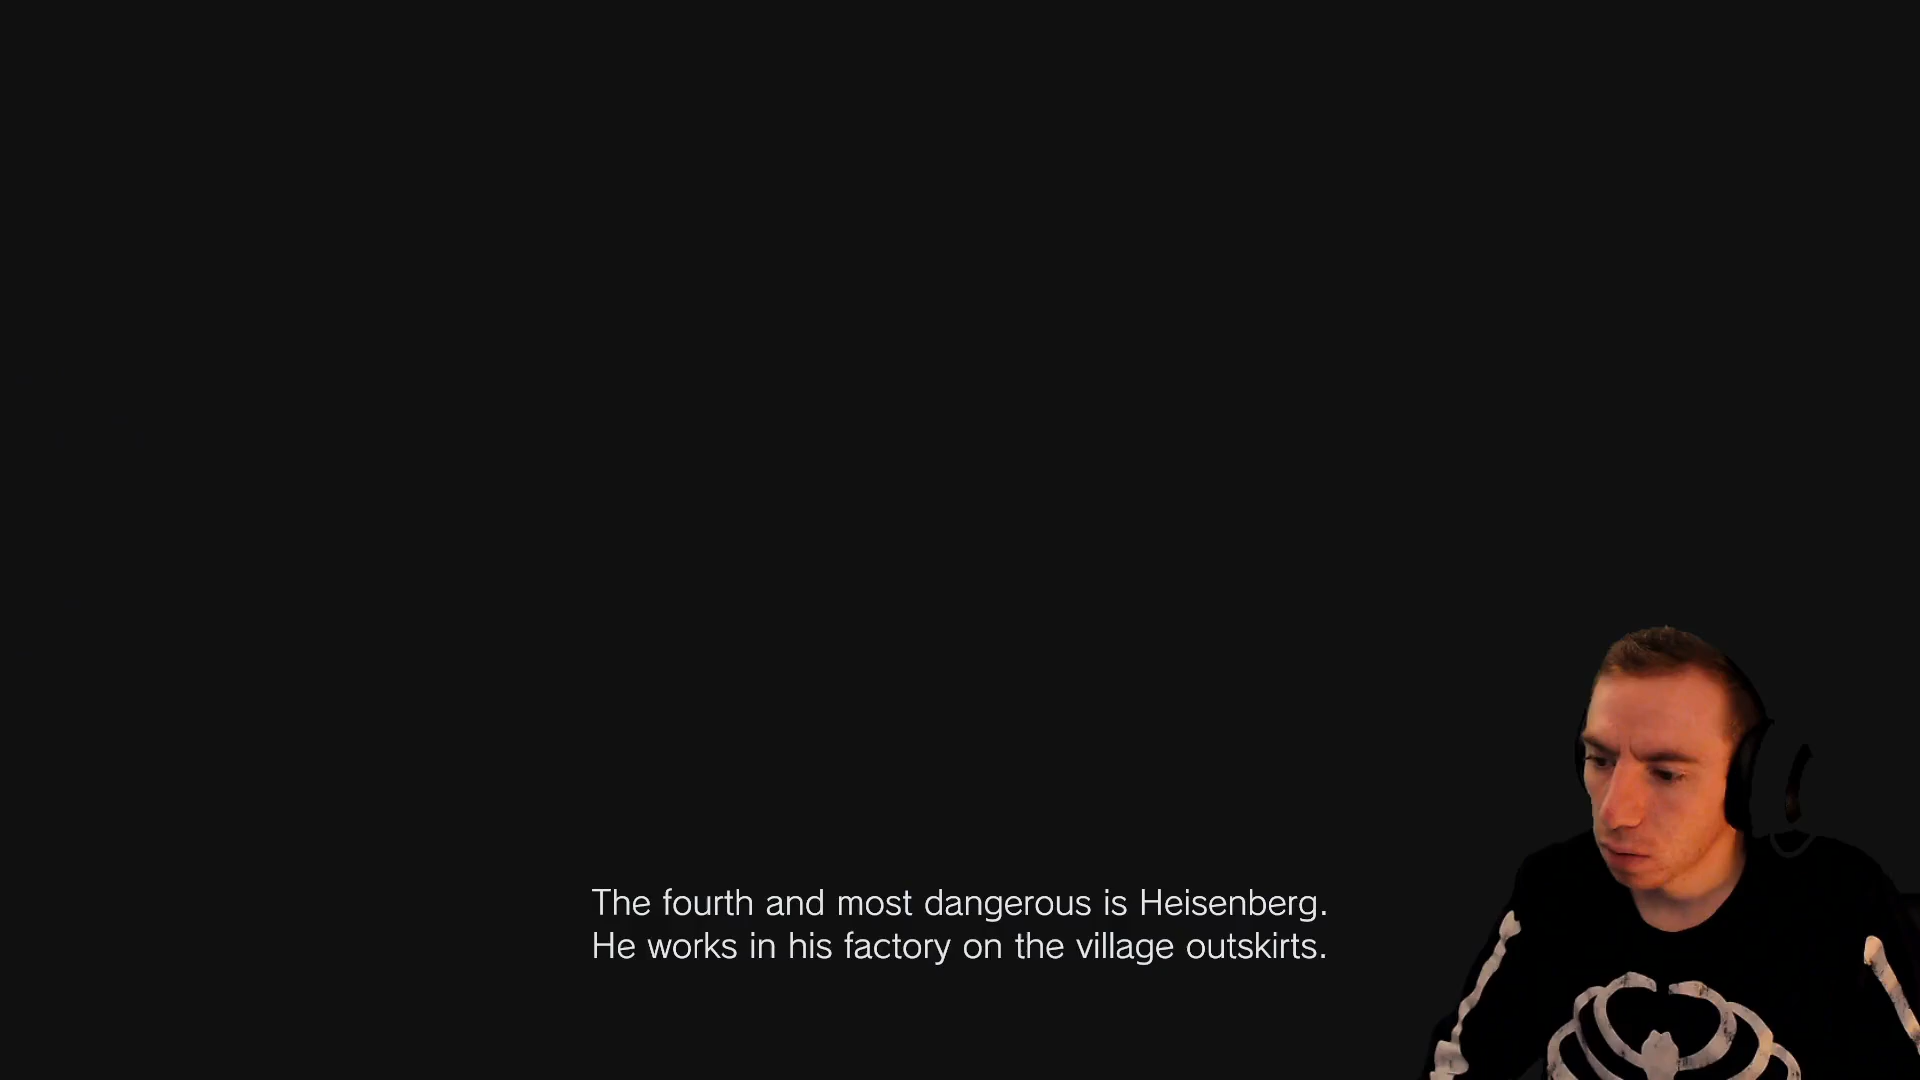 The fourth and most dangerous is Heisenberg.
He works in his factory on the village outskirts.